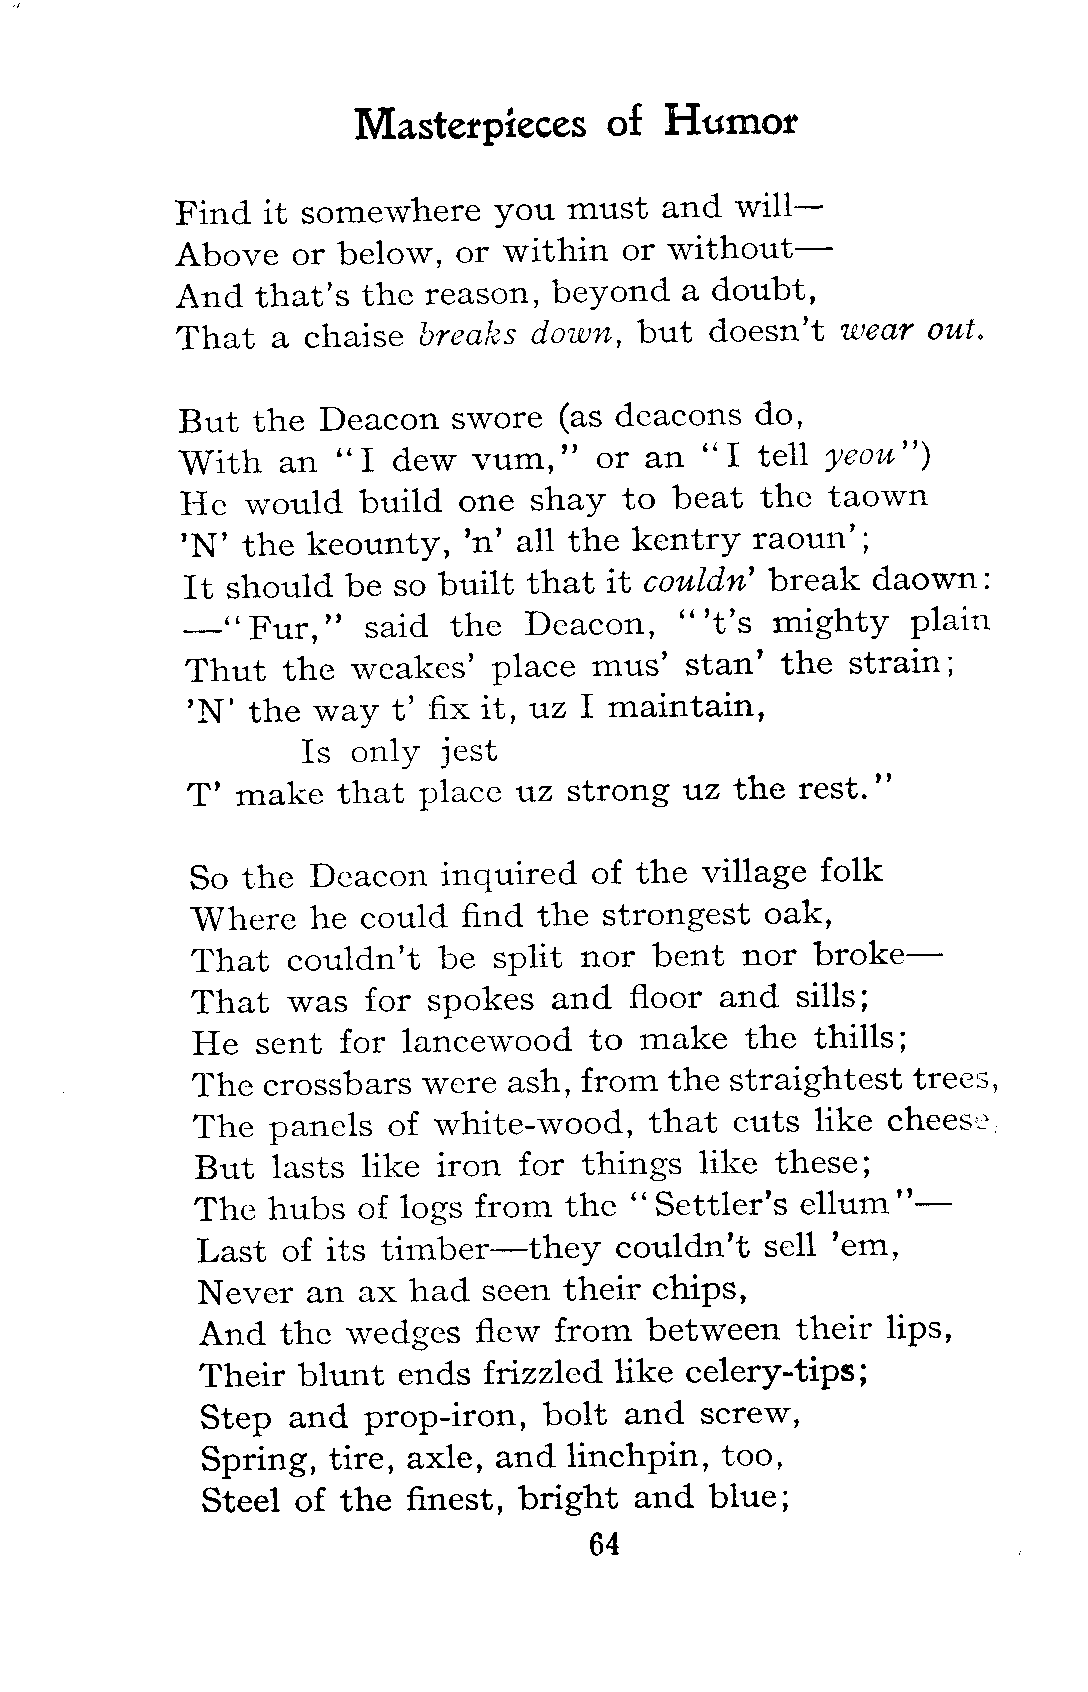 Masterpieces of Humor
Find it somewhere you must and will—
Above or below, or within or without—
And that's the reason, beyond a doubt,
That a chaise breaks down, but doesn't wear out.
But the Deacon swore (as deacons do,
With an "I dew vum," or an "I tell yeou")
He would build one shay to beat the taown
'N' the keounty, 'n' all the kentry raoun';
It should be so built that it couldn' break daown:
—"Fur," said the Deacon, "'t's mighty plain
Thut the weakes' place mus' stan' the strain;
'N' the way t' fix it, uz I maintain,
Is only jest
T' make that place uz strong uz the rest."
So the Deacon inquired of the village folk
Where he could find the strongest oak,
That couldn't be split nor bent nor broke—
That was for spokes and floor and sills;
He sent for lancewood to make the thills;
The crossbars were ash, from the straightest trees,
The panels of white-wood, that cuts like cheese,
But lasts like iron for things like these;
The hubs of logs from the "Settler's ellum"—
Last of its timber—they couldn't sell 'em,
Never an ax had seen their chips,
And the wedges flew from between their lips,
Their blunt ends frizzled like celery-tips;
Step and prop-iron, bolt and screw,
Spring, tire, axle, and linchpin, too,
Steel of the finest, bright and blue;
64